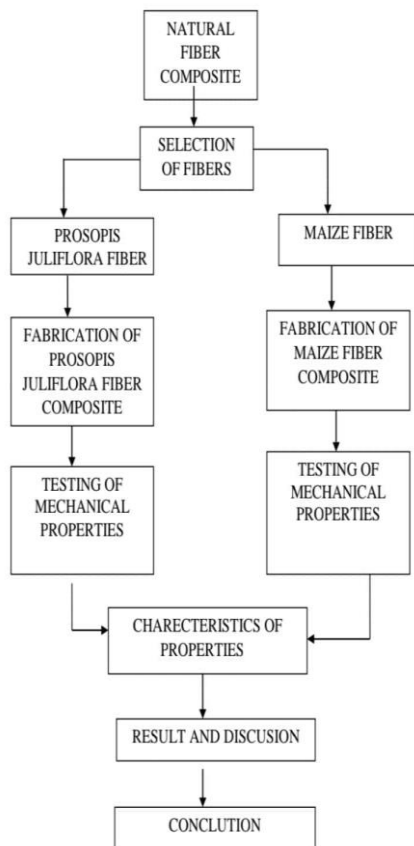 NATURAL
FIBER
COMPOSITE
SELECTION
OF FIBERS
PROSOPIS
JULIFLORA FIBER
MAIZE FIBER
FABRICATION OF
PROSOPIS
JULIFLORA FIBER
COMPOSITE
FABRICATION OF
MAIZE FIBER
COMPOSITE
TESTING OF
MECHANICAL
PROPERTIES
TESTING OF
MECHANICAL
PROPERTIES
CHARECTERISTICS OF
PROPERTIES
RESULT AND DISCUSION
CONCLUTION